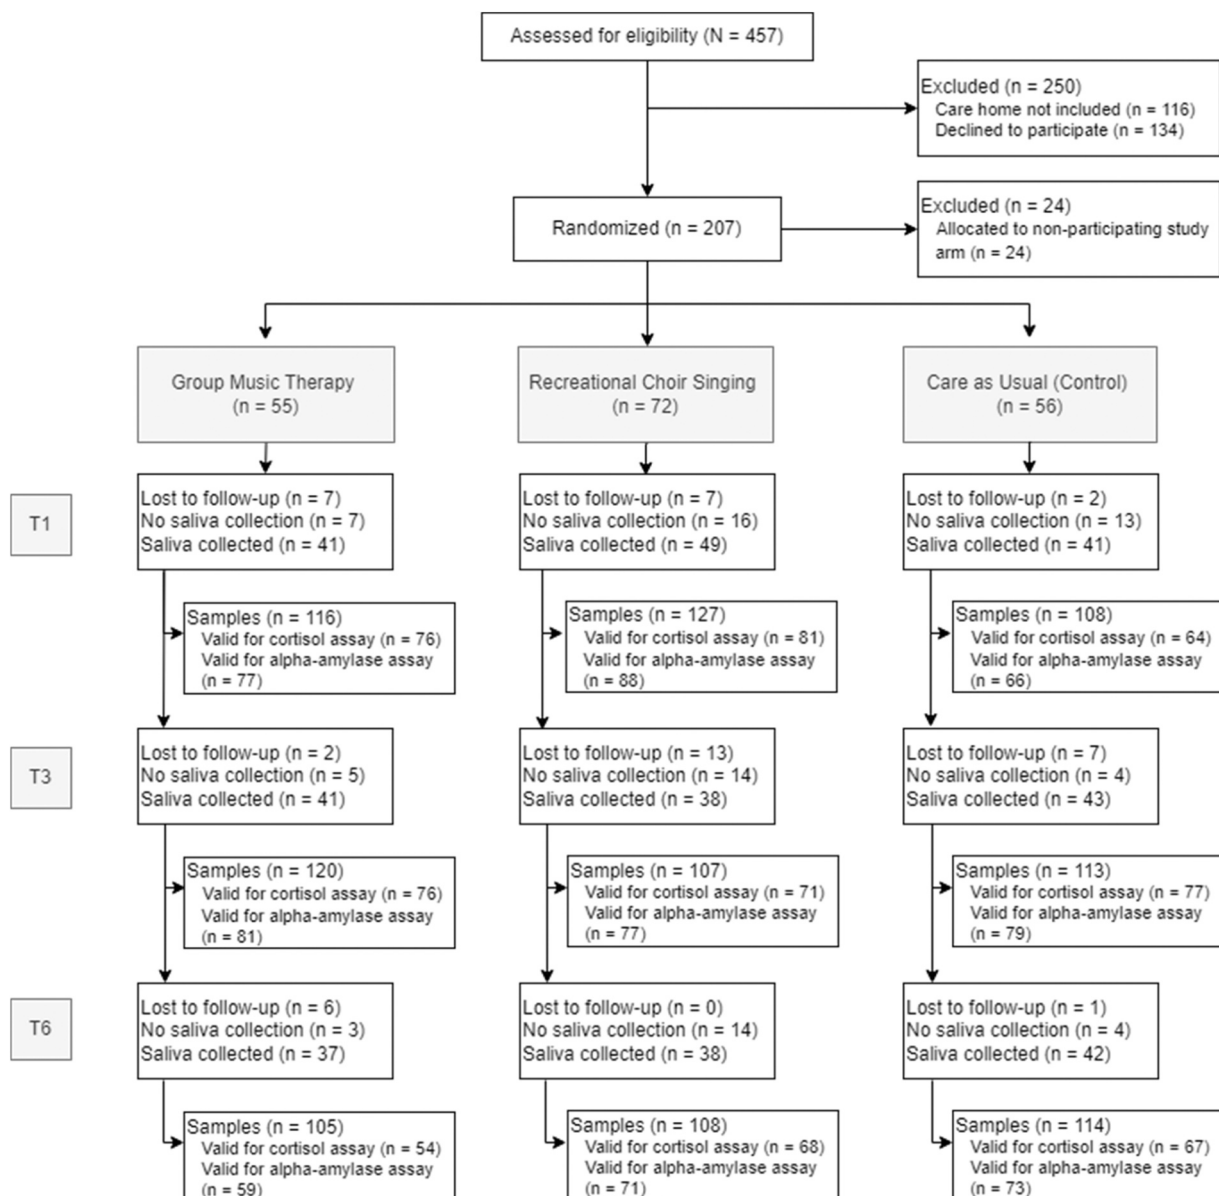 Assessed for eligibility (N = 457)
Excluded (n = 250)
Care home not included (n = 116)
Declined to participate (n = 134)
Randomized (n = 207)
Excluded (n = 24)
Allocated to non-participating study
arm (n = 24)
Group Music Therapy
(n = 55)
Recreational Choir Singing
(n = 72)
Care as Usual (Control)
(n = 56)
T1
Lost to follow-up (n = 7)
No saliva collection (n = 7)
Saliva collected (n = 41)
Lost to follow-up (n = 7)
No saliva collection (n = 16)
Saliva collected (n = 49)
Lost to follow-up (n = 2)
No saliva collection (n = 13)
Saliva collected (n = 41)
Samples (n = 116)
Valid for cortisol assay (n = 76)
Valid for alpha-amylase assay
(n = 77)
Samples (n = 127)
Valid for cortisol assay (n = 81)
Valid for alpha-amylase assay
(n = 88)
Samples (n = 108)
Valid for cortisol assay (n = 64)
Valid for alpha-amylase assay
(n = 66)
T3
Lost to follow-up (n = 2)
No saliva collection (n = 5)
Saliva collected (n = 41)
Lost to follow-up (n = 13)
No saliva collection (n = 14)
Saliva collected (n = 38)
Lost to follow-up (n = 7)
No saliva collection (n = 4)
Saliva collected (n = 43)
Samples (n = 120)
Valid for cortisol assay (n = 76)
Valid for alpha-amylase assay
(n = 81)
Samples (n = 107)
Valid for cortisol assay (n = 71)
Valid for alpha-amylase assay
(n = 77)
Samples (n = 113)
Valid for cortisol assay (n = 77)
Valid for alpha-amylase assay
(n = 79)
T6
Lost to follow-up (n = 6)
No saliva collection (n = 3)
Saliva collected (n = 37)
Lost to follow-up (n = 0)
No saliva collection (n = 14)
Saliva collected (n = 38)
Lost to follow-up (n = 1)
No saliva collection (n = 4)
Saliva collected (n = 42)
Samples (n = 105)
Valid for cortisol assay (n = 54)
Valid for alpha-amylase assay
(n = 59)
Samples (n = 108)
Valid for cortisol assay (n = 68)
Valid for alpha-amylase assay
(n = 71)
Samples (n = 114)
Valid for cortisol assay (n = 67)
Valid for alpha-amylase assay
(n = 73)